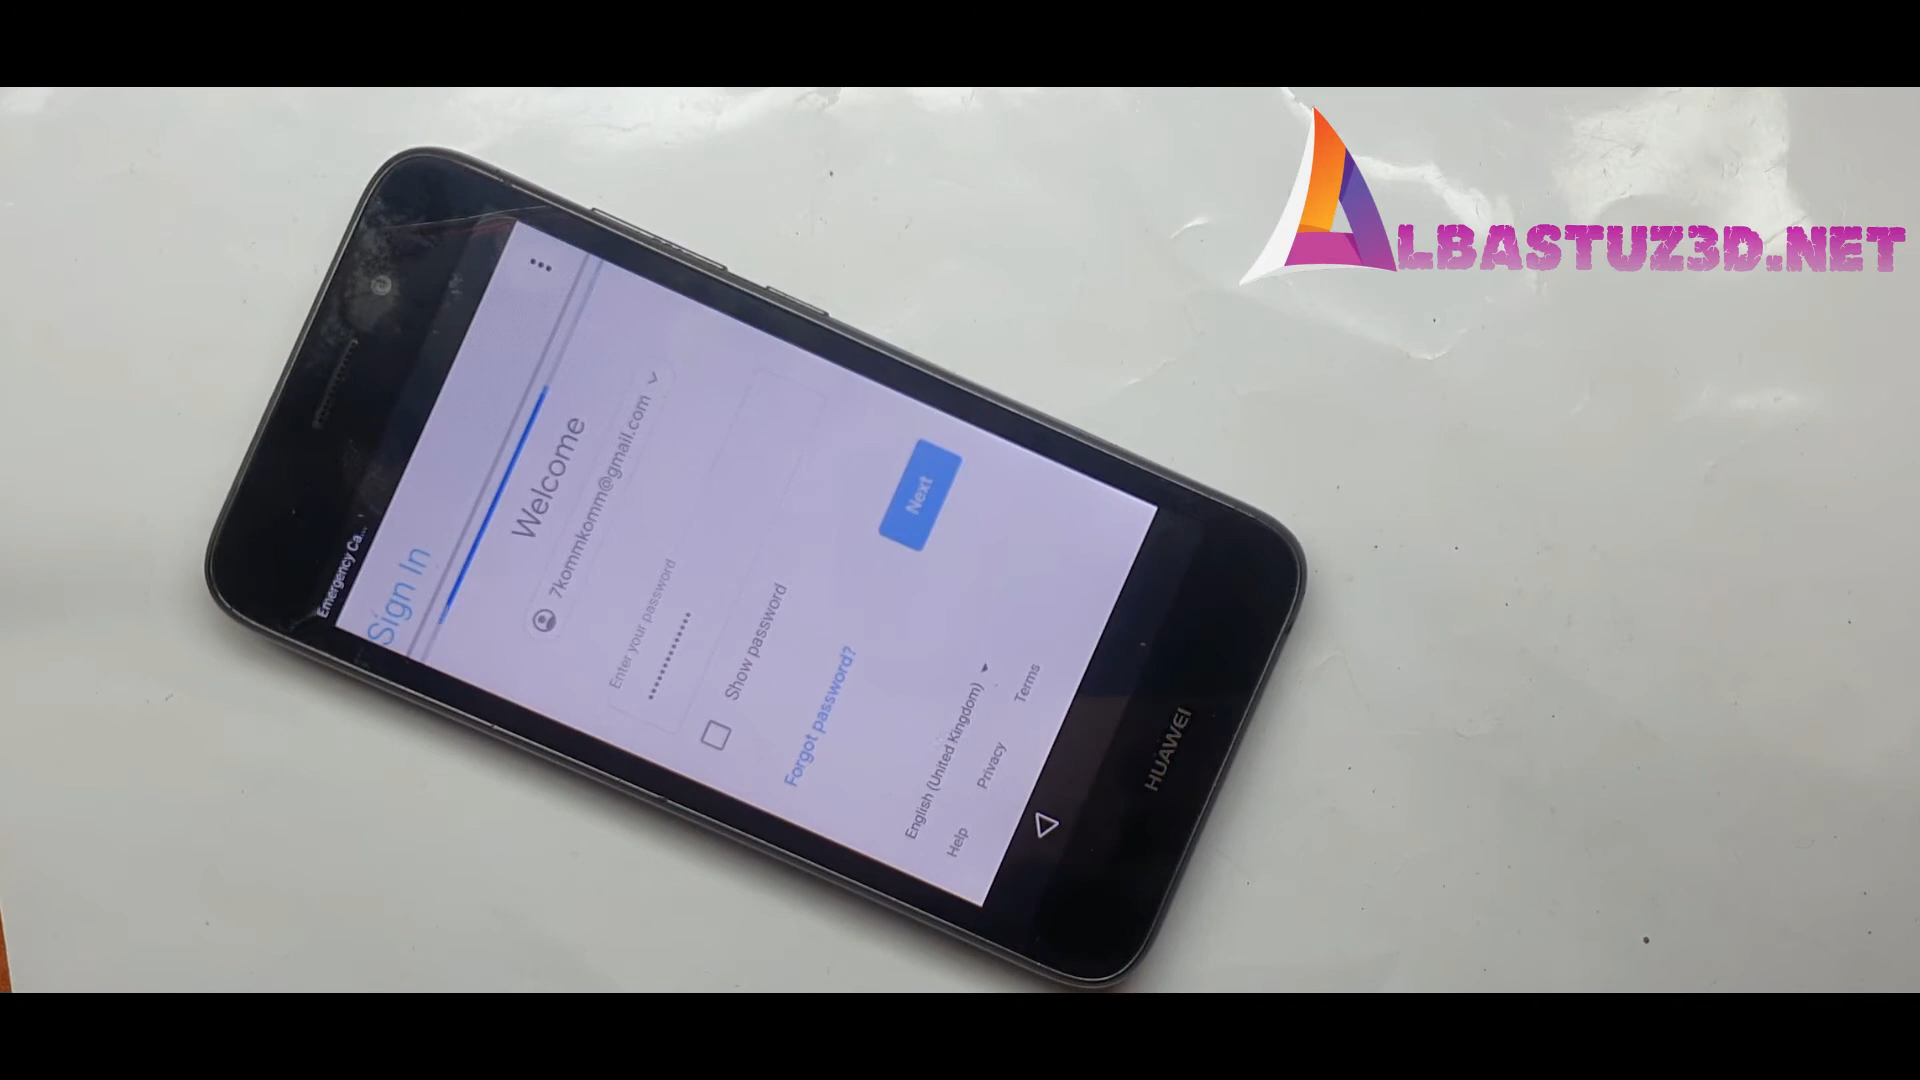 ALBASTUZ3D.NET
Emergency Ca...
Sign In
Welcome
7kommkomm@gmail.com
Enter your password
Show password
Forgot password?
Next
English (United Kingdom)
Help Privacy Terms
HUAWEI